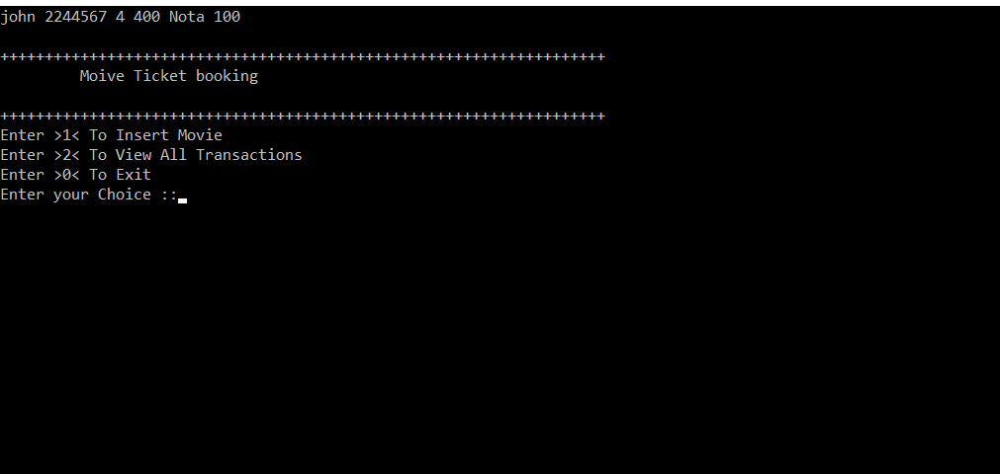 john 2244567 4 400 Nota 100
++++++++++++++++++++++++++++++++++++++++++++++++++++++++++++++++++++
Moive Ticket booking
++++++++++++++++++++++++++++++++++++++++++++++++++++++++++++++++++++
Enter >1< To Insert Movie
Enter >2< To View All Transactions
Enter >0< To Exit
Enter your Choice ::